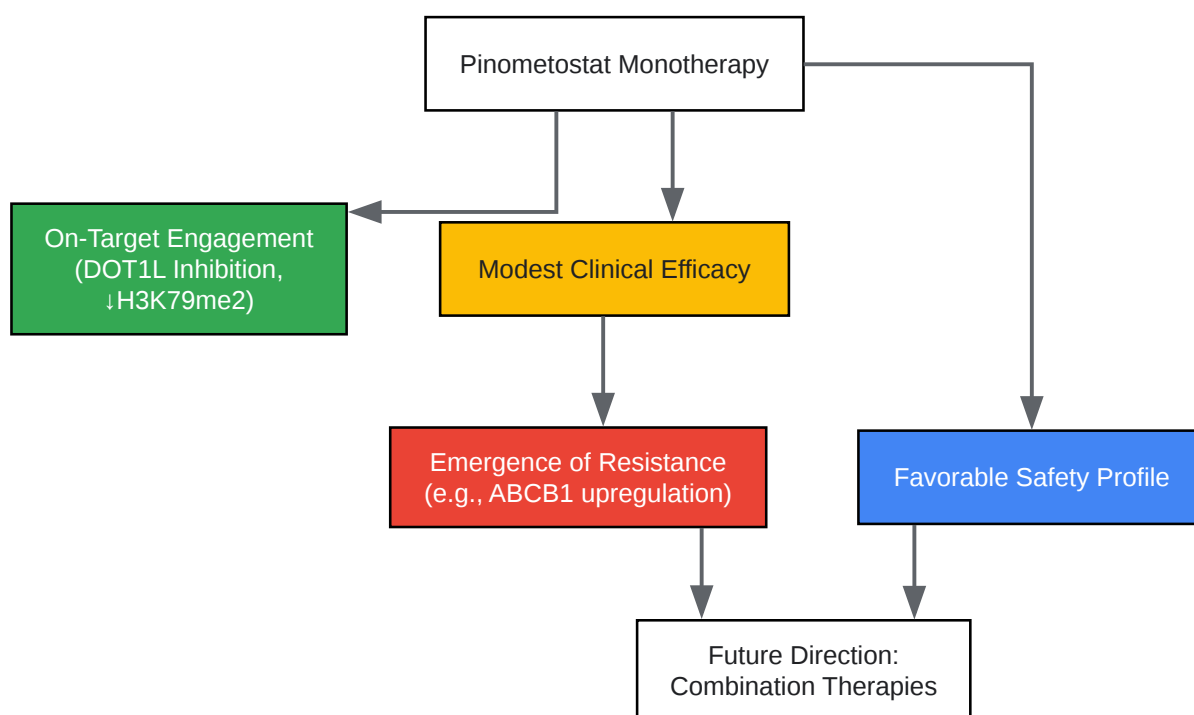 Pinometostat Monotherapy
On-Target Engagement
(DOT1L Inhibition,
↓H3K79me2)
Modest Clinical Efficacy
Emergence of Resistance
(e.g., ABCB1 upregulation)
Favorable Safety Profile
Future Direction:
Combination Therapies